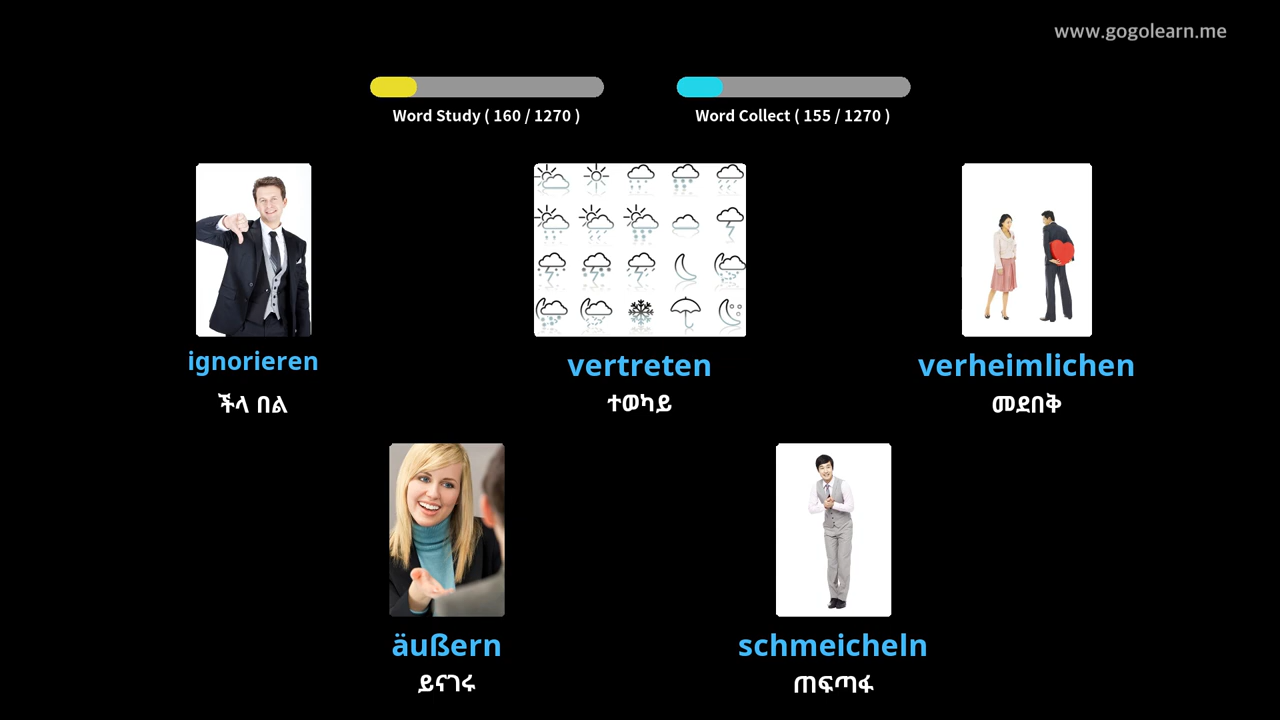 www.gogolearn.me
Word Study ( 160 / 1270 )
Word Collect ( 155 / 1270 )
ignorieren
ችላ በል
vertreten
ተወካይ
verheimlichen
መደበቅ
äußern
ይናገሩ
schmeicheln
ጠፍጣፋ